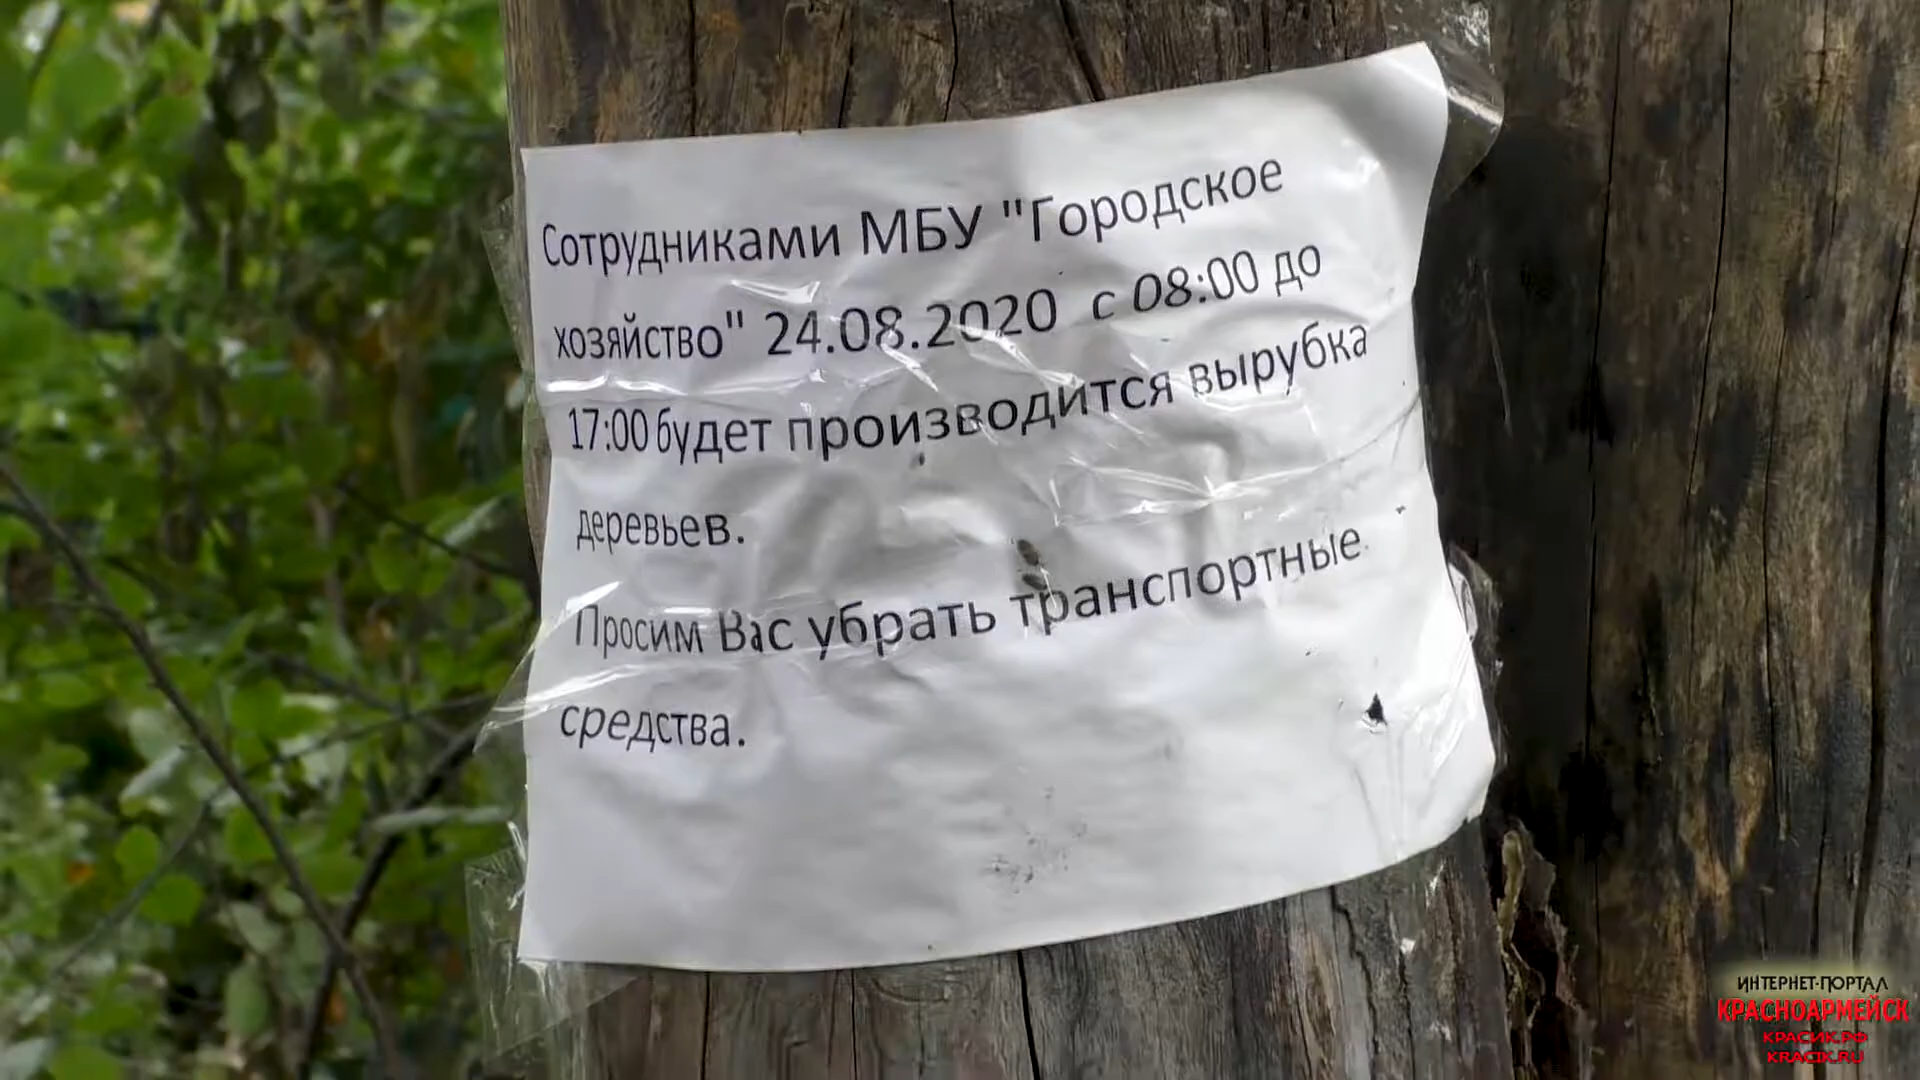 Сотрудниками МБУ "Городское
хозяйство" 24.08.2020 с 08:00 до
17:00 будет производится вырубка
деревьев.
Просим Вас убрать транспортные
средства.
ИНТЕРНЕТ-ПОРТАЛ
КРАСНОАРМЕЙСК
КРАСИК.РФ
KRACIK.RU